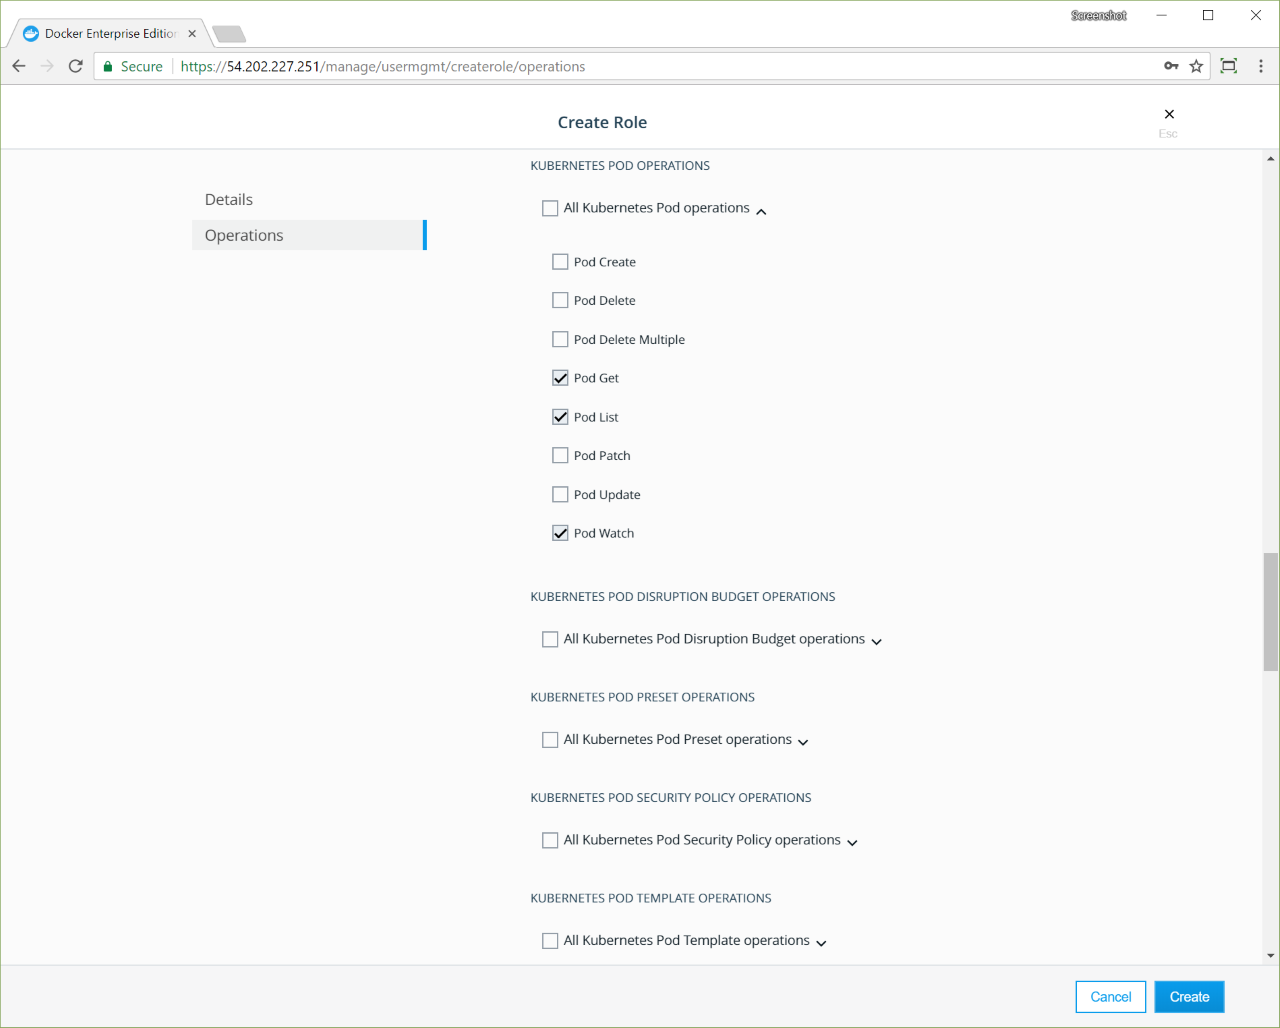 Screenshot
Docker Enterprise Edition
Secure https://54.202.227.251/manage/usermgmt/createrole/operations
Create Role
Esc
Details
Operations
KUBERNETES POD OPERATIONS
All Kubernetes Pod operations
Pod Create
Pod Delete
Pod Delete Multiple
Pod Get
Pod List
Pod Patch
Pod Update
Pod Watch
KUBERNETES POD DISRUPTION BUDGET OPERATIONS
All Kubernetes Pod Disruption Budget operations
KUBERNETES POD PRESET OPERATIONS
All Kubernetes Pod Preset operations
KUBERNETES POD SECURITY POLICY OPERATIONS
All Kubernetes Pod Security Policy operations
KUBERNETES POD TEMPLATE OPERATIONS
All Kubernetes Pod Template operations
Cancel Create